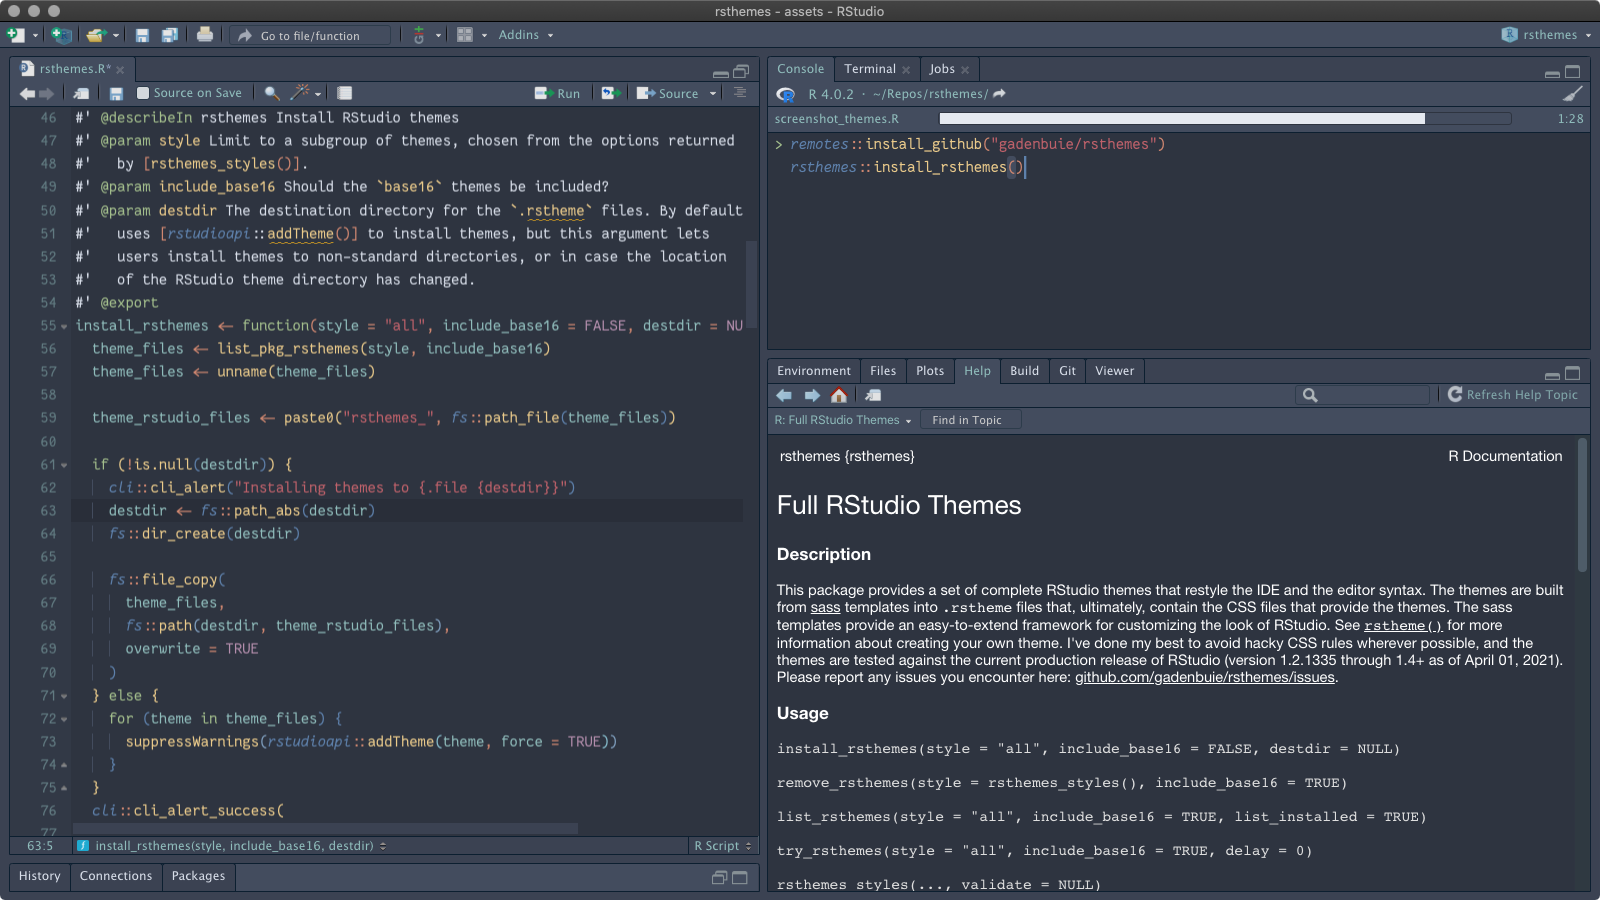 rsthemes - assets - RStudio
Go to file/function
Addins
rsthemes
rsthemes.R*
Source on Save
Run
Source
46 #' @describeIn rsthemes Install RStudio themes
47 #' @param style Limit to a subgroup of themes, chosen from the options returned
48 #'   by [rsthemes_styles()].
49 #' @param include_base16 Should the `base16` themes be included?
50 #' @param destdir The destination directory for the `.rstheme` files. By default
51 #'   uses [rstudioapi::addTheme()] to install themes, but this argument lets
52 #'   users install themes to non-standard directories, or in case the location
53 #'   of the RStudio theme directory has changed.
54 #' @export
55 install_rsthemes <- function(style = "all", include_base16 = FALSE, destdir = NU
56   theme_files <- list_pkg_rsthemes(style, include_base16)
57   theme_files <- unname(theme_files)
58
59   theme_rstudio_files <- paste0("rsthemes_", fs::path_file(theme_files))
60
61   if (!is.null(destdir)) {
62     cli::cli_alert("Installing themes to {.file {destdir}}")
63     destdir <- fs::path_abs(destdir)
64     fs::dir_create(destdir)
65
66     fs::file_copy(
67       theme_files,
68       fs::path(destdir, theme_rstudio_files),
69       overwrite = TRUE
70     )
71   } else {
72     for (theme in theme_files) {
73       suppressWarnings(rstudioapi::addTheme(theme, force = TRUE))
74     }
75   }
76   cli::cli_alert_success(
77
63:5 install_rsthemes(style, include_base16, destdir) R Script
History Connections Packages
Console Terminal Jobs
R 4.0.2 · ~/Repos/rsthemes/
screenshot_themes.R 1:28
> remotes::install_github("gadenbuie/rsthemes")
rsthemes::install_rsthemes()
Environment Files Plots Help Build Git Viewer
Refresh Help Topic
R: Full RStudio Themes Find in Topic
rsthemes {rsthemes} R Documentation
Full RStudio Themes
Description
This package provides a set of complete RStudio themes that restyle the IDE and the editor syntax. The themes are built
from sass templates into .rstheme files that, ultimately, contain the CSS files that provide the themes. The sass
templates provide an easy-to-extend framework for customizing the look of RStudio. See rstheme() for more
information about creating your own theme. I've done my best to avoid hacky CSS rules wherever possible, and the
themes are tested against the current production release of RStudio (version 1.2.1335 through 1.4+ as of April 01, 2021).
Please report any issues you encounter here: github.com/gadenbuie/rsthemes/issues.
Usage
install_rsthemes(style = "all", include_base16 = FALSE, destdir = NULL)
remove_rsthemes(style = rsthemes_styles(), include_base16 = TRUE)
list_rsthemes(style = "all", include_base16 = TRUE, list_installed = TRUE)
try_rsthemes(style = "all", include_base16 = TRUE, delay = 0)
rsthemes_styles(..., validate = NULL)